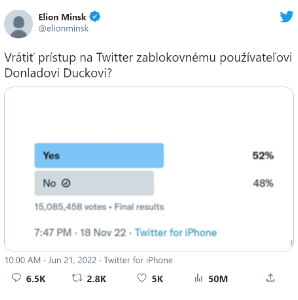 Elion Minsk
@elionminsk
Vrátiť prístup na Twitter zablokovnému používateľovi
Donladovi Duckovi?
Yes 52%
No 48%
15,085,458 votes • Final results
7:47 PM · 18 Nov 22 · Twitter for iPhone
10:00 AM · Jun 21, 2022 · Twitter for iPhone
6.5K 2.8K 5K 50M